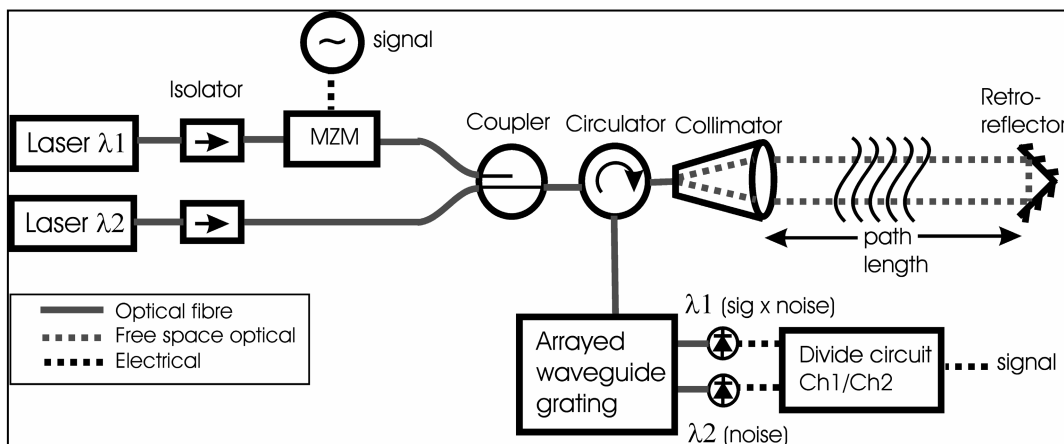 ~
signal
Isolator
Laser λ1
MZM
Coupler
Circulator
Collimator
Retro-
reflector
Laser λ2
path
length
Optical fibre
Free space optical
Electrical
Arrayed
waveguide
grating
λ1 (sig x noise)
λ2 (noise)
Divide circuit
Ch1/Ch2
signal